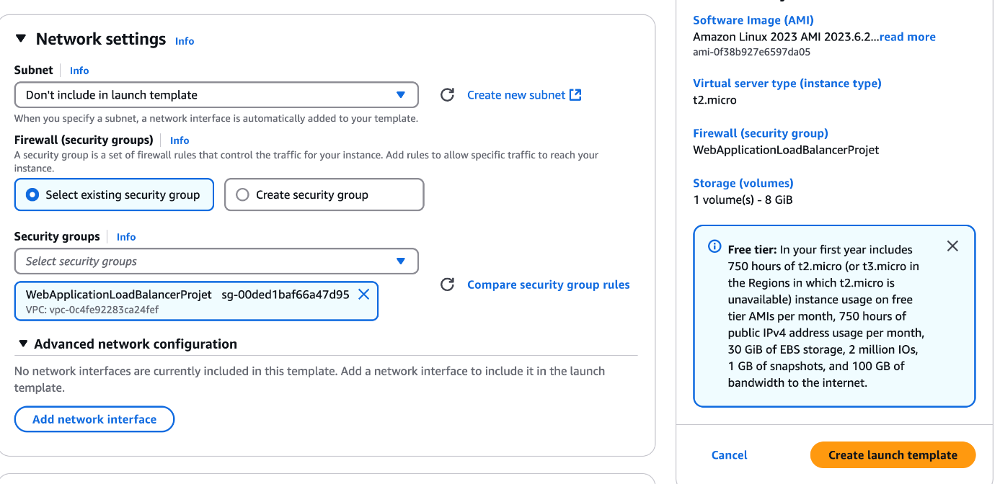 Network settings Info
Subnet Info
Don't include in launch template
Create new subnet
When you specify a subnet, a network interface is automatically added to your template.
Firewall (security groups) Info
A security group is a set of firewall rules that control the traffic for your instance. Add rules to allow specific traffic to reach your
instance.
Select existing security group
Create security group
Security groups Info
Select security groups
WebApplicationLoadBalancerProjet sg-00ded1baf66a47d95
VPC: vpc-0c4fe92283ca24fef
Compare security group rules
Advanced network configuration
No network interfaces are currently included in this template. Add a network interface to include it in the launch
template.
Add network interface
Software Image (AMI)
Amazon Linux 2023 AMI 2023.6.2...read more
ami-0f38b927e6597da05
Virtual server type (instance type)
t2.micro
Firewall (security group)
WebApplicationLoadBalancerProjet
Storage (volumes)
1 volume(s) - 8 GiB
Free tier: In your first year includes
750 hours of t2.micro (or t3.micro in
the Regions in which t2.micro is
unavailable) instance usage on free
tier AMIs per month, 750 hours of
public IPv4 address usage per month,
30 GiB of EBS storage, 2 million IOs,
1 GB of snapshots, and 100 GB of
bandwidth to the internet.
Cancel
Create launch template